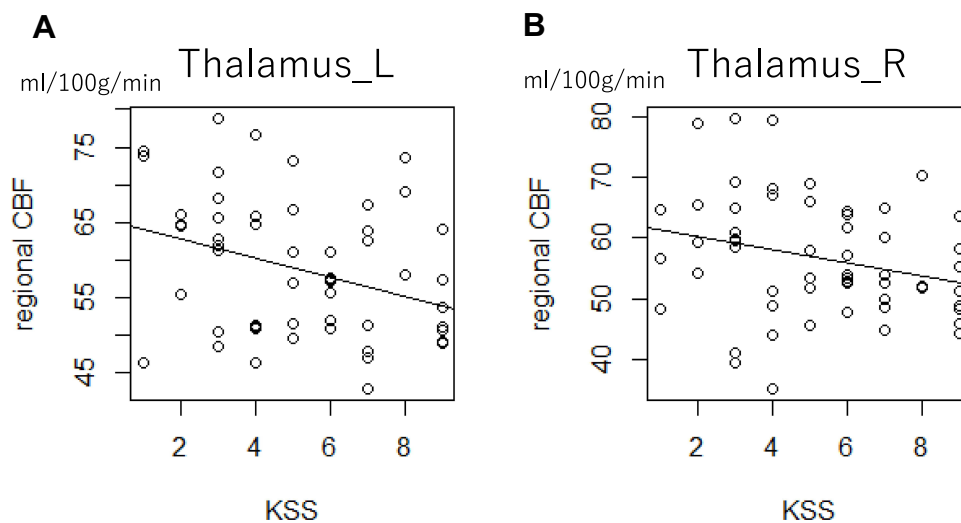 A
Thalamus_L
ml/100g/min
regional CBF
75
65
55
45
2
4
6
8
KSS
B
Thalamus_R
ml/100g/min
regional CBF
80
70
60
50
40
2
4
6
8
KSS